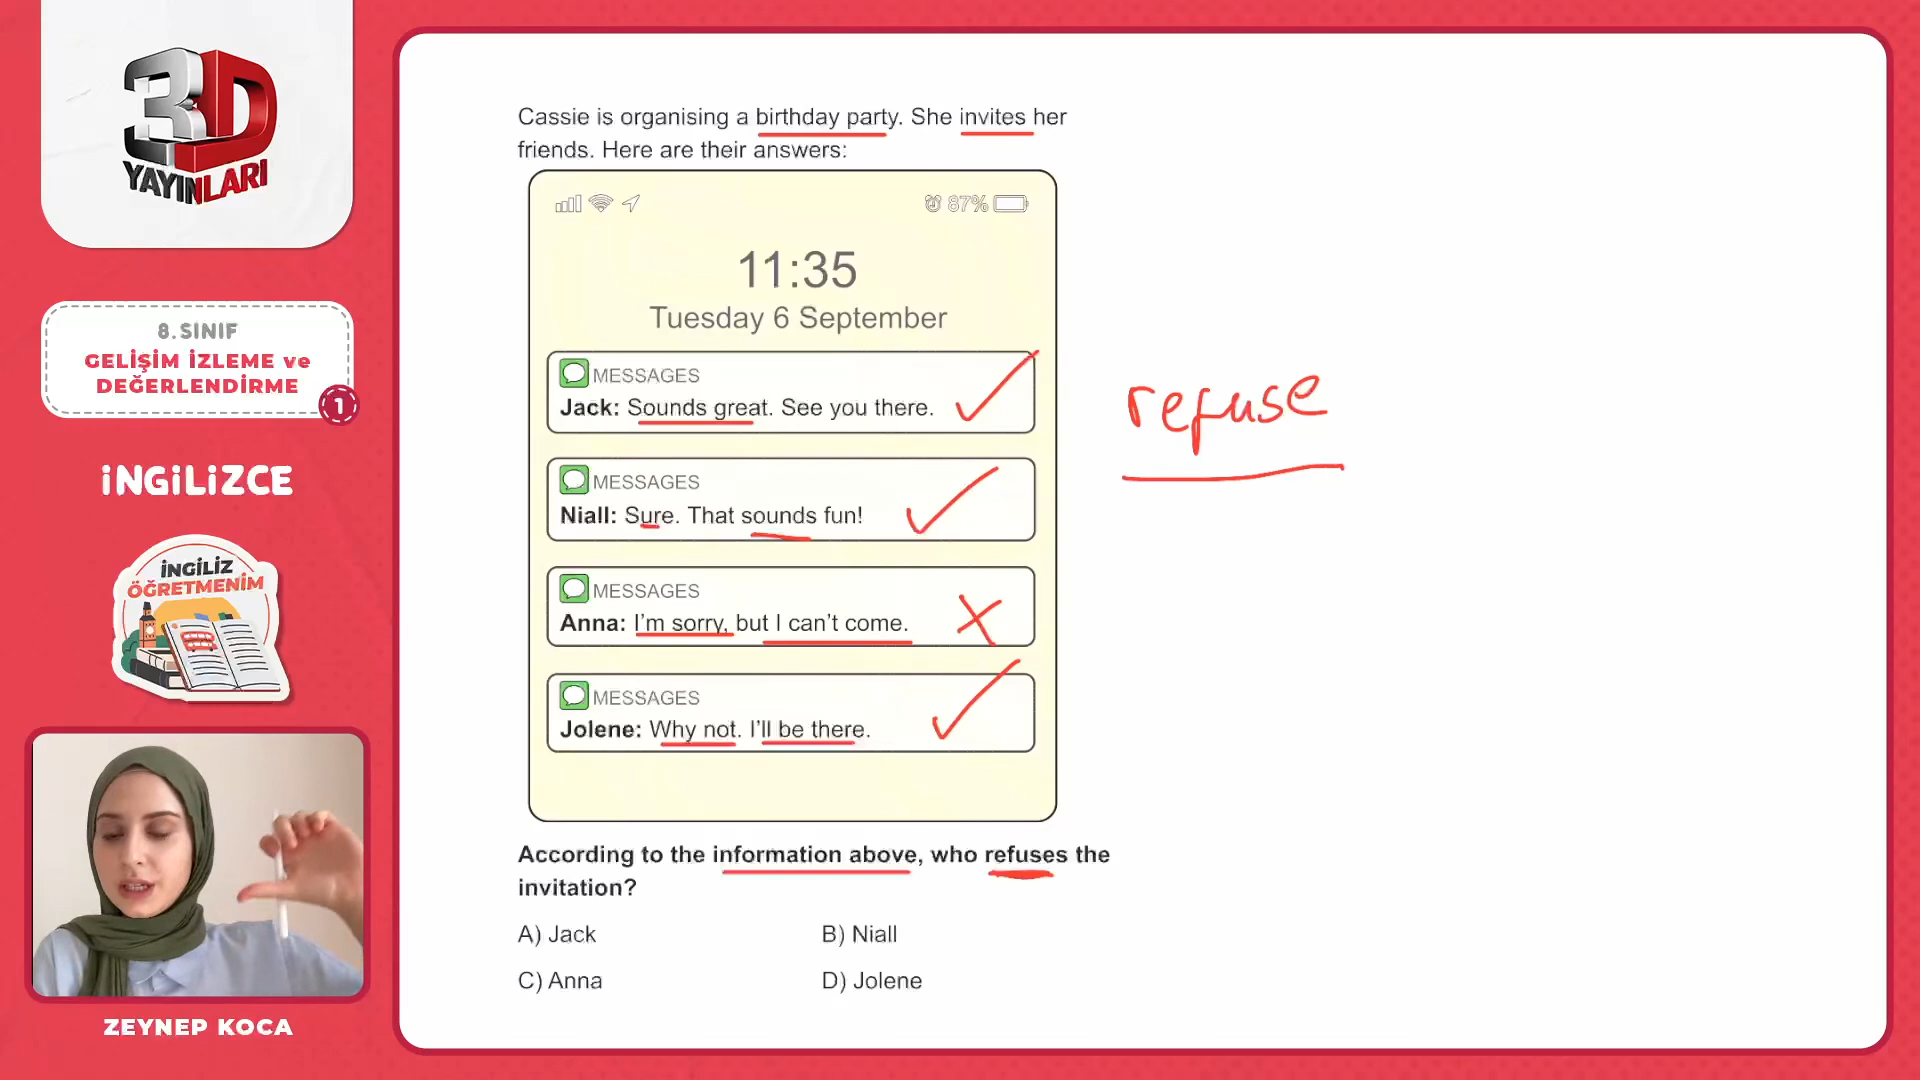 3D
YAYINLARI
8.SINIF
GELİŞİM İZLEME ve
DEĞERLENDİRME
1
İNGİLİZCE
İNGİLİZ
ÖĞRETMENİM
ZEYNEP KOCA
Cassie is organising a birthday party. She invites her
friends. Here are their answers:
87%
11:35
Tuesday 6 September
MESSAGES
Jack: Sounds great. See you there.
MESSAGES
Niall: Sure. That sounds fun!
MESSAGES
Anna: I'm sorry, but I can't come.
MESSAGES
Jolene: Why not. I'll be there.
refuse
According to the information above, who refuses the
invitation?
A) Jack
B) Niall
C) Anna
D) Jolene